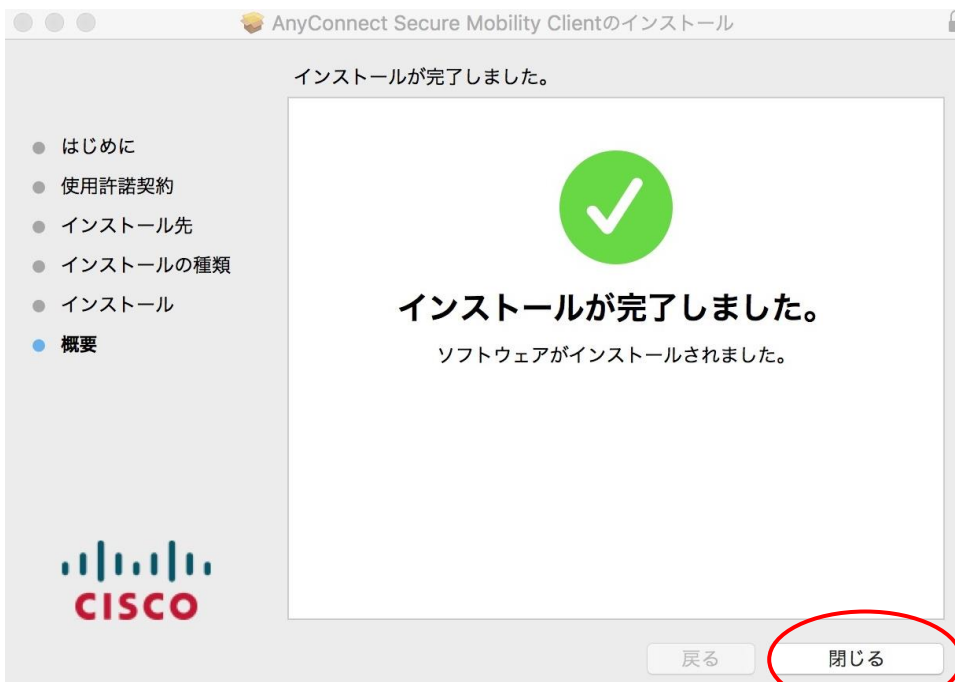 AnyConnect Secure Mobility Clientのインストール
インストールが完了しました。
はじめに
使用許諾契約
インストール先
インストールの種類
インストール
概要
インストールが完了しました。
ソフトウェアがインストールされました。
CISCO
戻る
閉じる